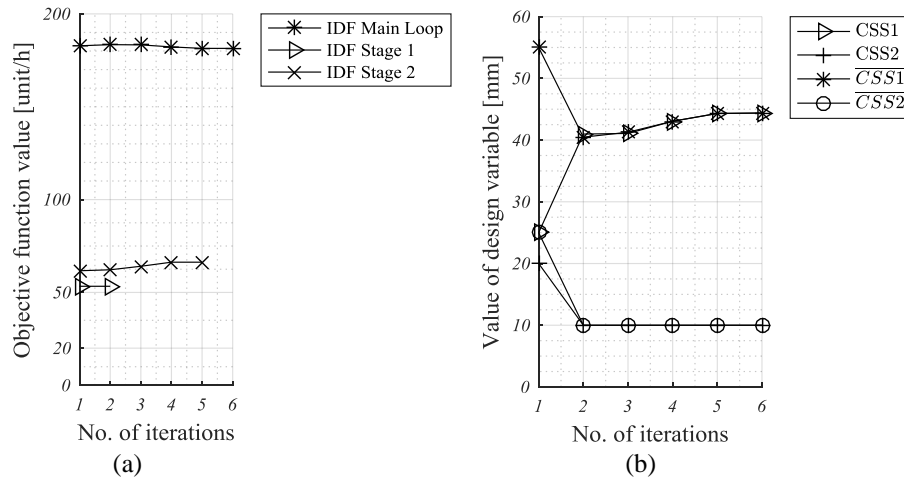 200
100
50
20
0
Objective function value [unit/h]
1 2 3 4 5 6
No. of iterations
(a)
IDF Main Loop
IDF Stage 1
IDF Stage 2
60
50
40
30
20
10
0
Value of design variable [mm]
1 2 3 4 5 6
No. of iterations
(b)
CSS1
CSS2
C̅S̅S̅1̅
C̅S̅S̅2̅